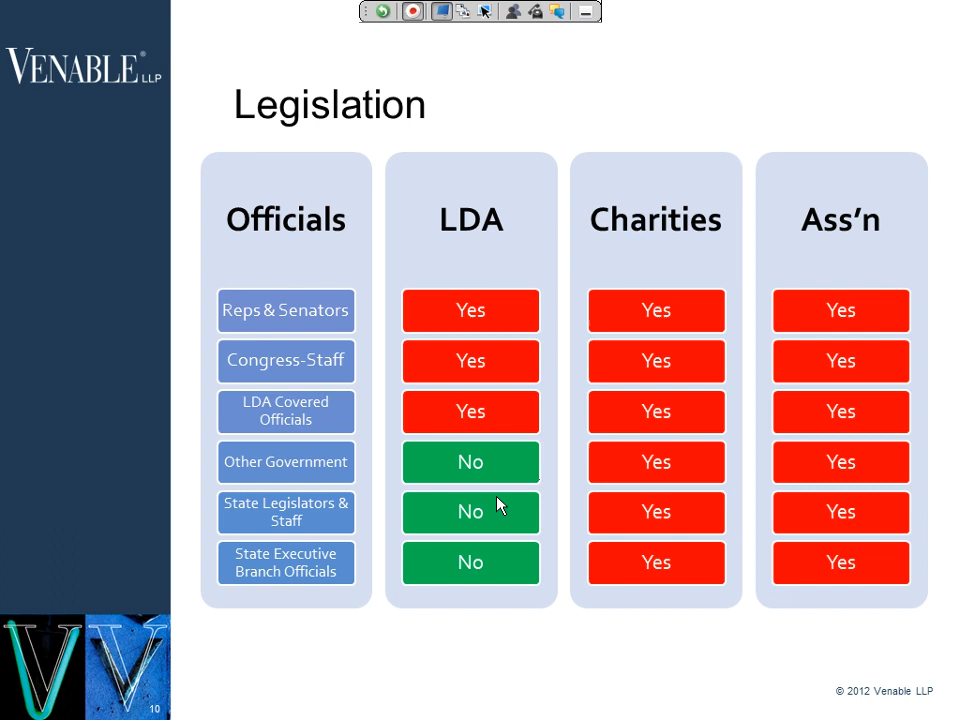 VENABLE® LLP
Legislation
Officials LDA Charities Ass'n
Reps & Senators Yes Yes Yes
Congress-Staff Yes Yes Yes
LDA Covered
Officials Yes Yes Yes
Other Government No Yes Yes
State Legislators &
Staff No Yes Yes
State Executive
Branch Officials No Yes Yes
10
© 2012 Venable LLP